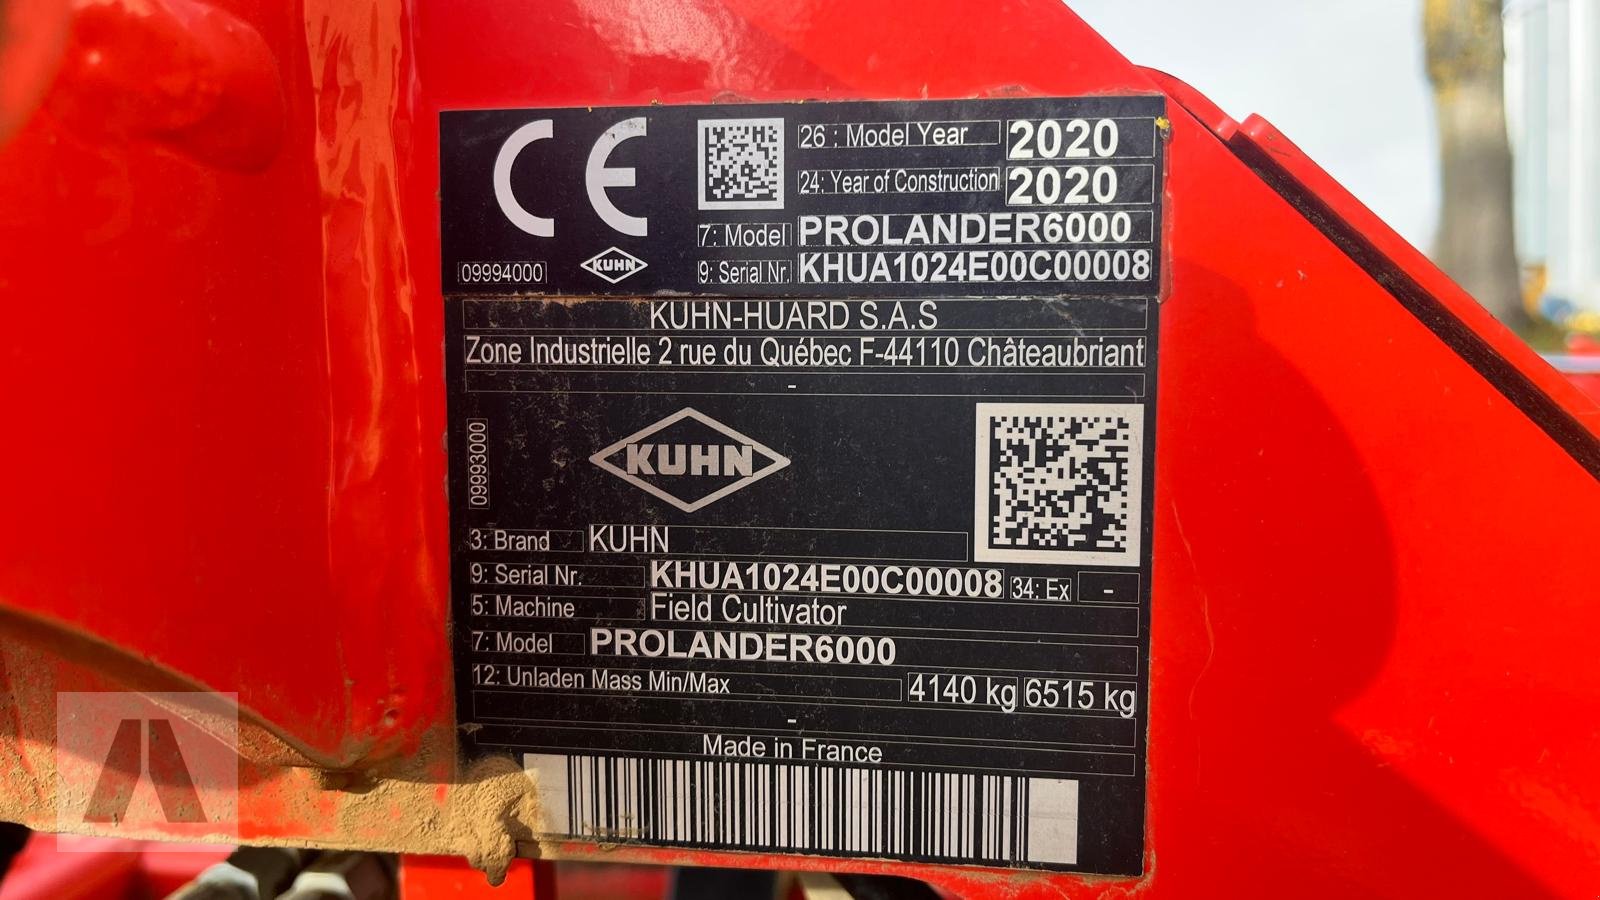 CE
26 : Model Year 2020
24: Year of Construction 2020
7: Model PROLANDER6000
09994000 KUHN 9: Serial Nr. KHUA1024E00C00008
KUHN-HUARD S.A.S
Zone Industrielle 2 rue du Québec F-44110 Châteaubriant
-
09993000
KUHN
3: Brand KUHN
9: Serial Nr. KHUA1024E00C00008 34: Ex -
5: Machine Field Cultivator
7: Model PROLANDER6000
12: Unladen Mass Min/Max 4140 kg 6515 kg
-
Made in France